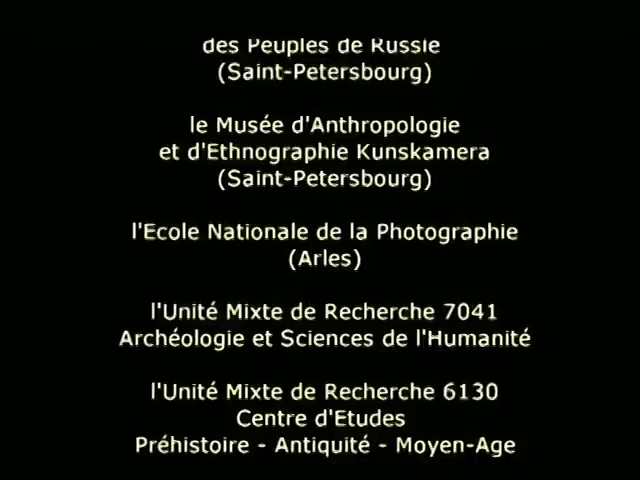 des Peuples de Russie
(Saint-Petersbourg)
le Musée d'Anthropologie
et d'Ethnographie Kunskamera
(Saint-Petersbourg)
l'Ecole Nationale de la Photographie
(Arles)
l'Unité Mixte de Recherche 7041
Archéologie et Sciences de l'Humanité
l'Unité Mixte de Recherche 6130
Centre d'Etudes
Préhistoire - Antiquité - Moyen-Age